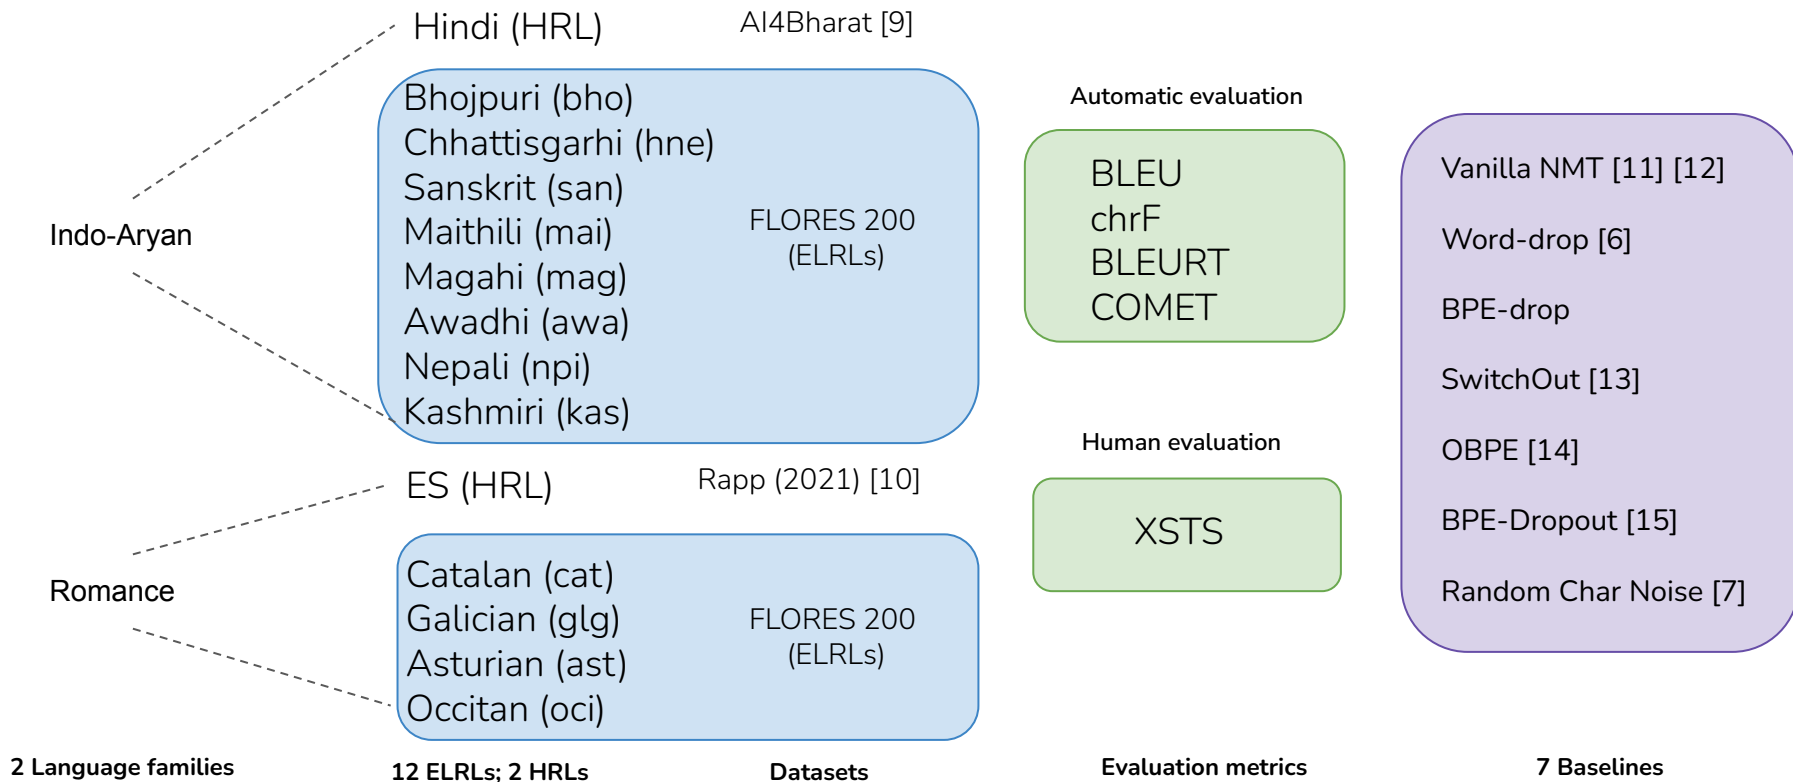 Hindi (HRL)
AI4Bharat [9]
Bhojpuri (bho)
Chhattisgarhi (hne)
Sanskrit (san)
Maithili (mai)
Magahi (mag)
Awadhi (awa)
Nepali (npi)
Kashmiri (kas)
FLORES 200
(ELRLs)
Indo-Aryan
ES (HRL)
Rapp (2021) [10]
Catalan (cat)
Galician (glg)
Asturian (ast)
Occitan (oci)
FLORES 200
(ELRLs)
Romance
Automatic evaluation
BLEU
chrF
BLEURT
COMET
Human evaluation
XSTS
Vanilla NMT [11] [12]
Word-drop [6]
BPE-drop
SwitchOut [13]
OBPE [14]
BPE-Dropout [15]
Random Char Noise [7]
2 Language families
12 ELRLs; 2 HRLs
Datasets
Evaluation metrics
7 Baselines